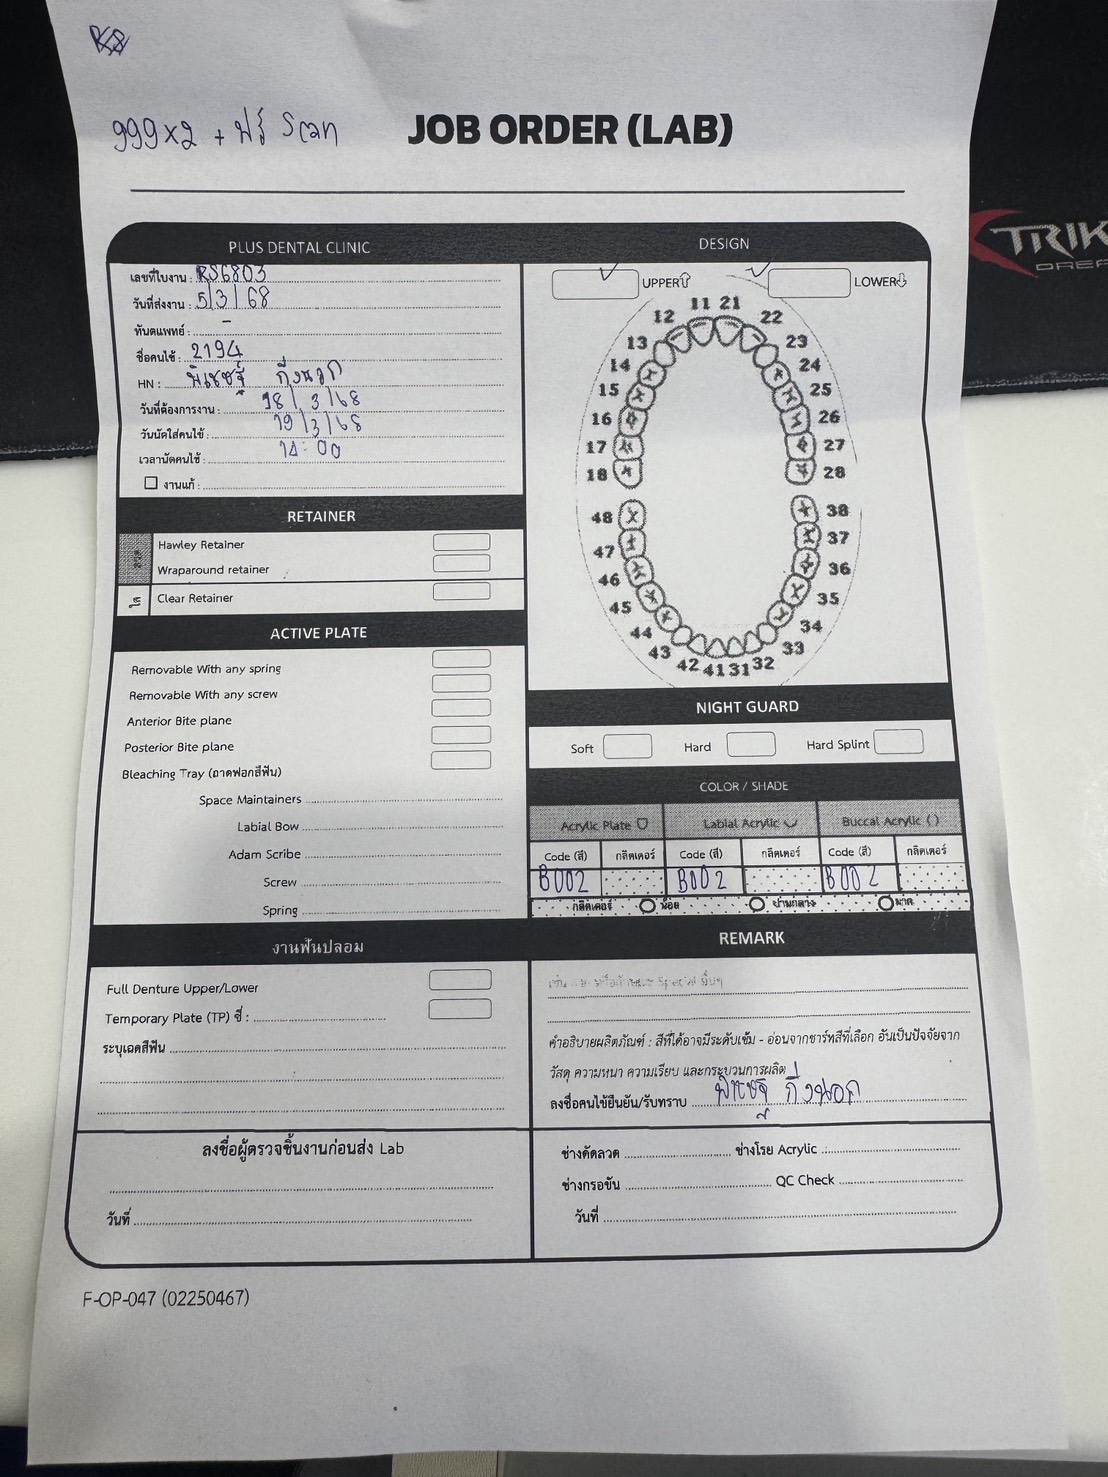 RS
999x2 + ฟรี Scan
JOB ORDER (LAB)
TRIK
DREA
PLUS DENTAL CLINIC
เลขที่ใบงาน : RS6803
วันที่ส่งงาน : 5/3/68
ทันตแพทย์ : -
ชื่อคนไข้ : 2194
HN : พิเชษฐ์ กิ่งนอก
วันที่ต้องการงาน : 18/3/68
วันนัดใส่คนไข้ : 19/3/68
เวลานัดคนไข้ : 14:00
งานแก้ :
RETAINER
ลวด
Hawley Retainer
Wraparound retainer
ใส
Clear Retainer
ACTIVE PLATE
Removable With any spring
Removable With any screw
Anterior Bite plane
Posterior Bite plane
Bleaching Tray (ถาดฟอกสีฟัน)
Space Maintainers
Labial Bow
Adam Scribe
Screw
Spring
งานฟันปลอม
Full Denture Upper/Lower
Temporary Plate (TP) ซี่ :
ระบุเฉดสีฟัน
ลงชื่อผู้ตรวจชิ้นงานก่อนส่ง Lab
วันที่
DESIGN
UPPER LOWER
11 21
12 22
13 23
14 24
15 25
16 26
17 27
18 28
48 38
47 37
46 36
45 35
44 34
43 33
42 41 31 32
NIGHT GUARD
Soft Hard Hard Splint
COLOR / SHADE
Acrylic Plate Labial Acrylic Buccal Acrylic ( )
Code (สี) กลิตเตอร์ Code (สี) กลิตเตอร์ Code (สี) กลิตเตอร์
B002 B002 B002
กลิตเตอร์ น้อย ปานกลาง มาก
REMARK
คำอธิบายผลิตภัณฑ์ : สีที่ได้อาจมีระดับเข้ม - อ่อนจากชาร์ทสีที่เลือก อันเป็นปัจจัยจาก
วัสดุ ความหนา ความเรียบ และกระบวนการผลิต
ลงชื่อคนไข้ยืนยัน/รับทราบ พิเชษฐ์ กิ่งนอก
ช่างดัดลวด ช่างโรย Acrylic
ช่างกรอขัน QC Check
วันที่
F-OP-047 (02250467)